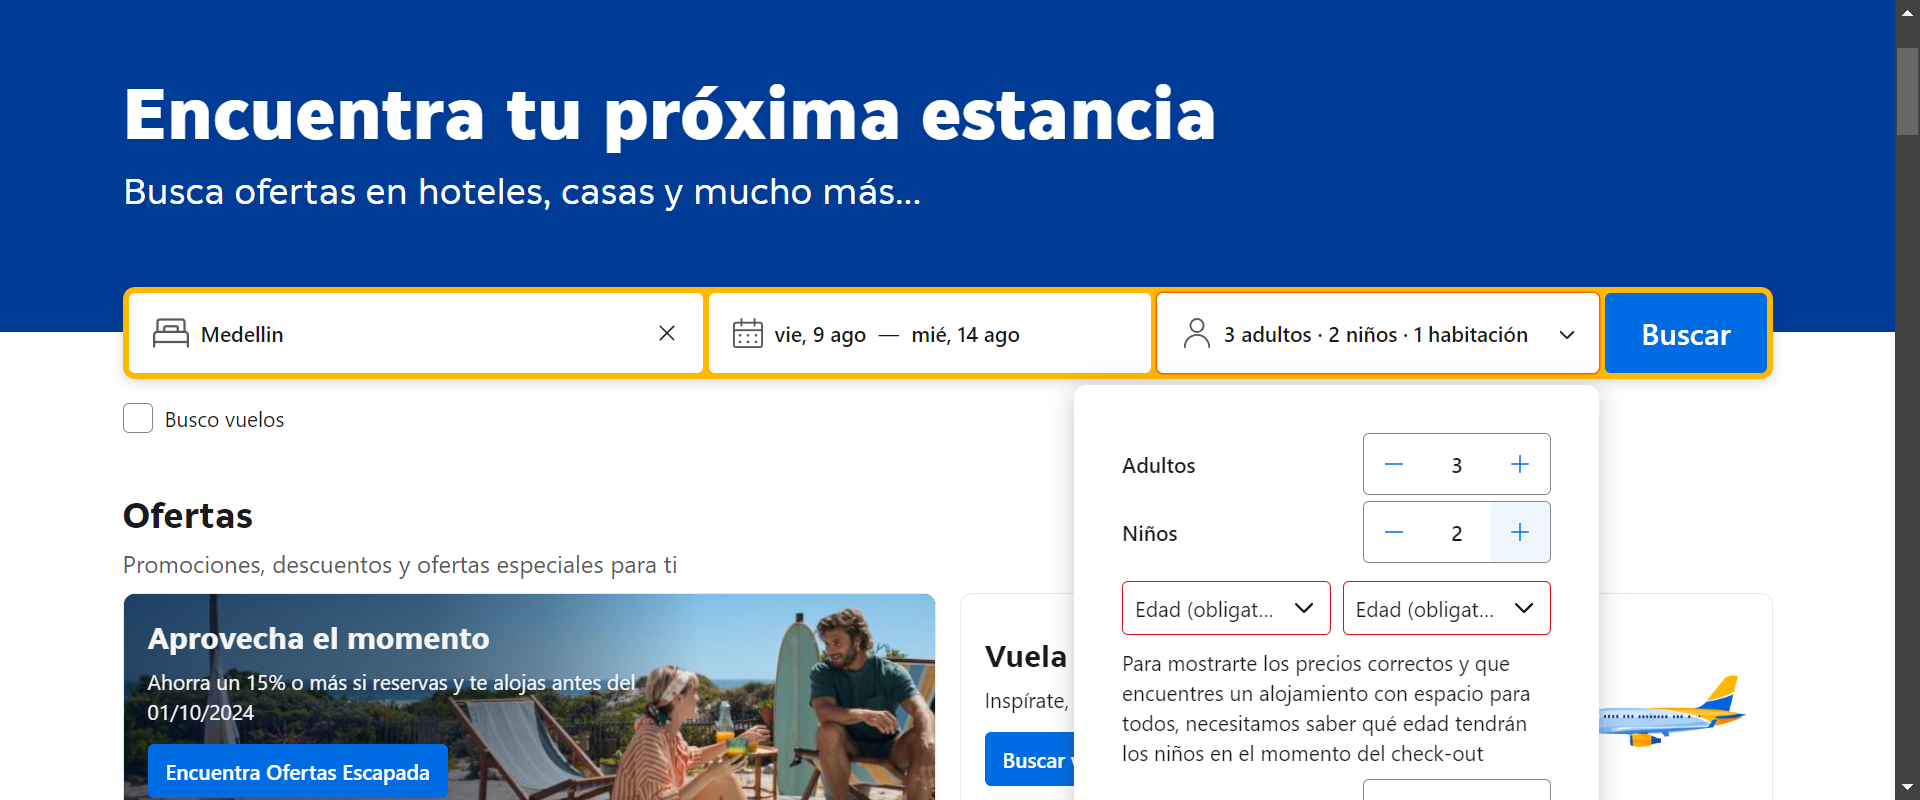 Encuentra tu próxima estancia
Busca ofertas en hoteles, casas y mucho más...
Medellin
vie, 9 ago — mié, 14 ago
3 adultos · 2 niños · 1 habitación
Buscar
Busco vuelos
Adultos
3
Niños
2
Edad (obligat...
Edad (obligat...
Para mostrarte los precios correctos y que
encuentres un alojamiento con espacio para
todos, necesitamos saber qué edad tendrán
los niños en el momento del check-out
Ofertas
Promociones, descuentos y ofertas especiales para ti
Aprovecha el momento
Ahorra un 15% o más si reservas y te alojas antes del
01/10/2024
Encuentra Ofertas Escapada
Vuela
Inspírate,
Buscar